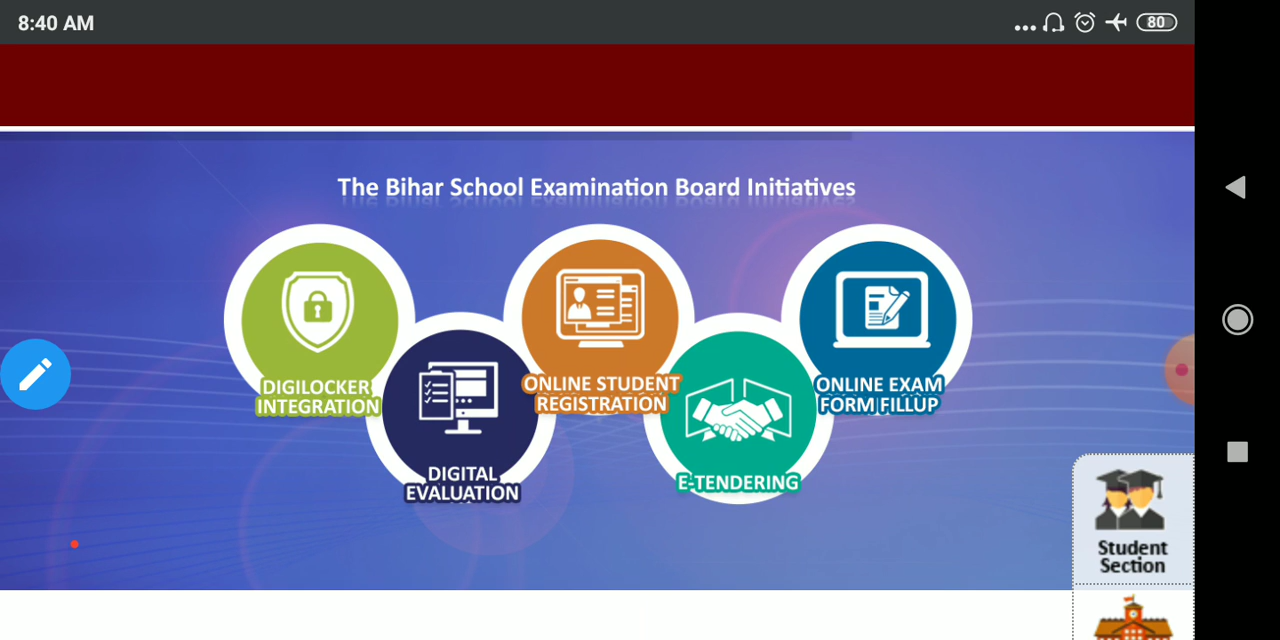 8:40 AM
80
The Bihar School Examination Board Initiatives
DIGILOCKER
INTEGRATION
DIGITAL
EVALUATION
ONLINE STUDENT
REGISTRATION
E-TENDERING
ONLINE EXAM
FORM FILLUP
Student
Section